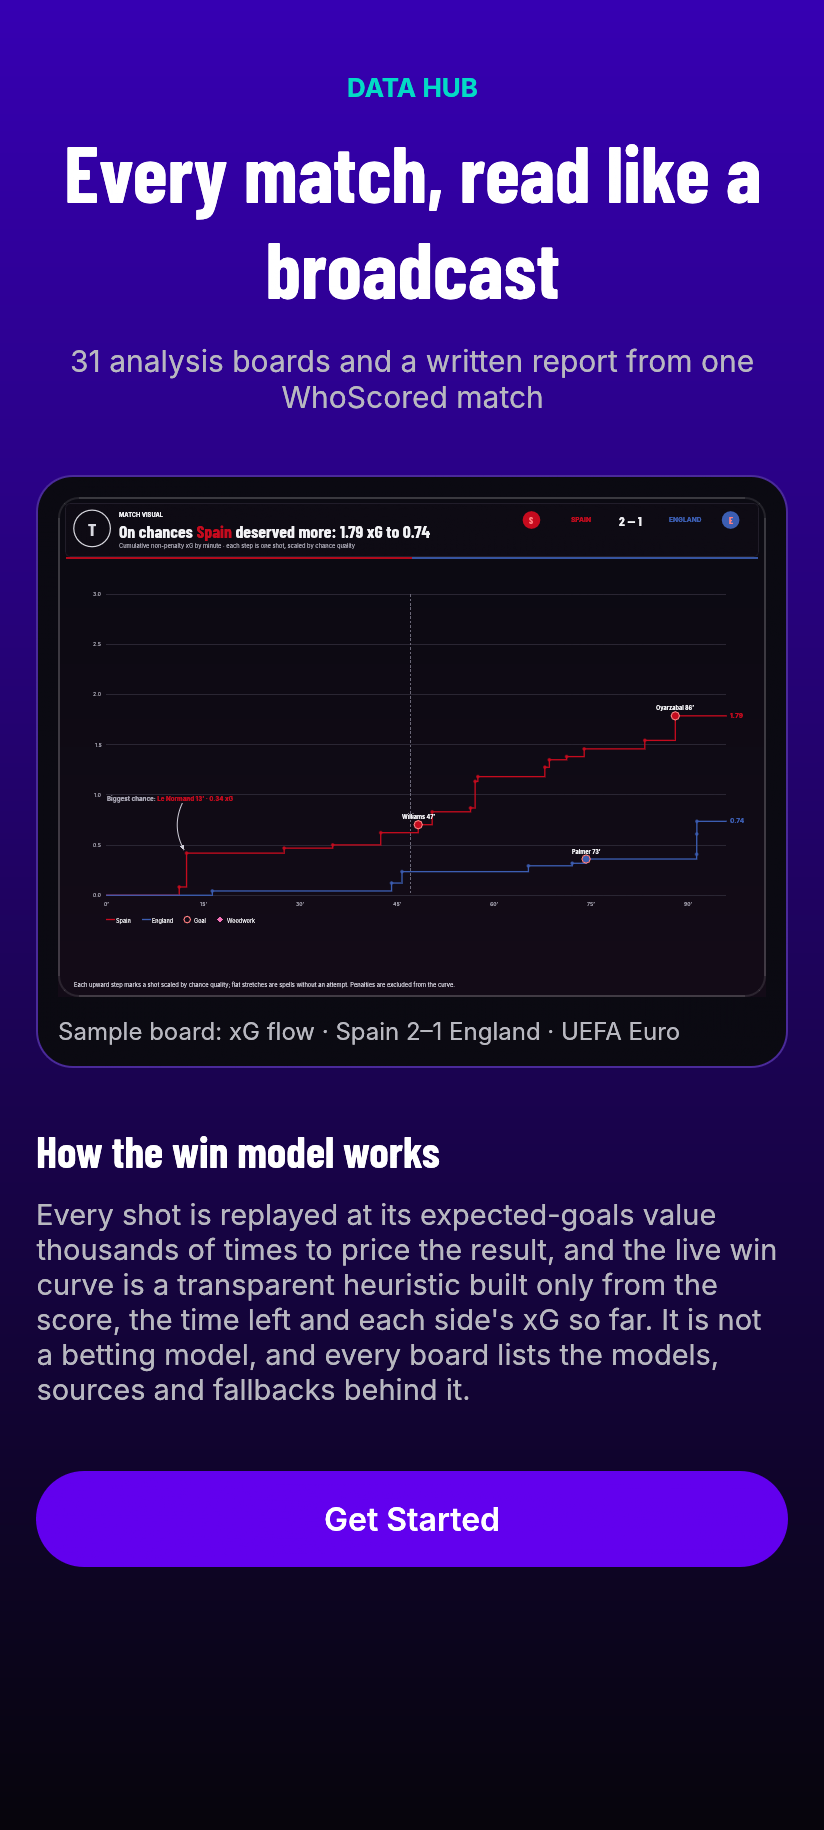 DATA HUB
Every match, read like a
broadcast
31 analysis boards and a written report from one
WhoScored match
T
MATCH VISUAL
On chances Spain deserved more: 1.79 xG to 0.74
Cumulative non-penalty xG by minute · each step is one shot, scaled by chance quality
S SPAIN 2 – 1 ENGLAND E
3.0
2.5
2.0
Oyarzabal 86'
1.79
1.5
1.0
Biggest chance: Le Normand 13' · 0.34 xG
Williams 47'
0.74
Palmer 73'
0.5
0.0
0' 15' 30' 45' 60' 75' 90'
Spain England Goal Woodwork
Each upward step marks a shot scaled by chance quality; flat stretches are spells without an attempt. Penalties are excluded from the curve.
Sample board: xG flow · Spain 2–1 England · UEFA Euro
How the win model works
Every shot is replayed at its expected-goals value
thousands of times to price the result, and the live win
curve is a transparent heuristic built only from the
score, the time left and each side's xG so far. It is not
a betting model, and every board lists the models,
sources and fallbacks behind it.
Get Started